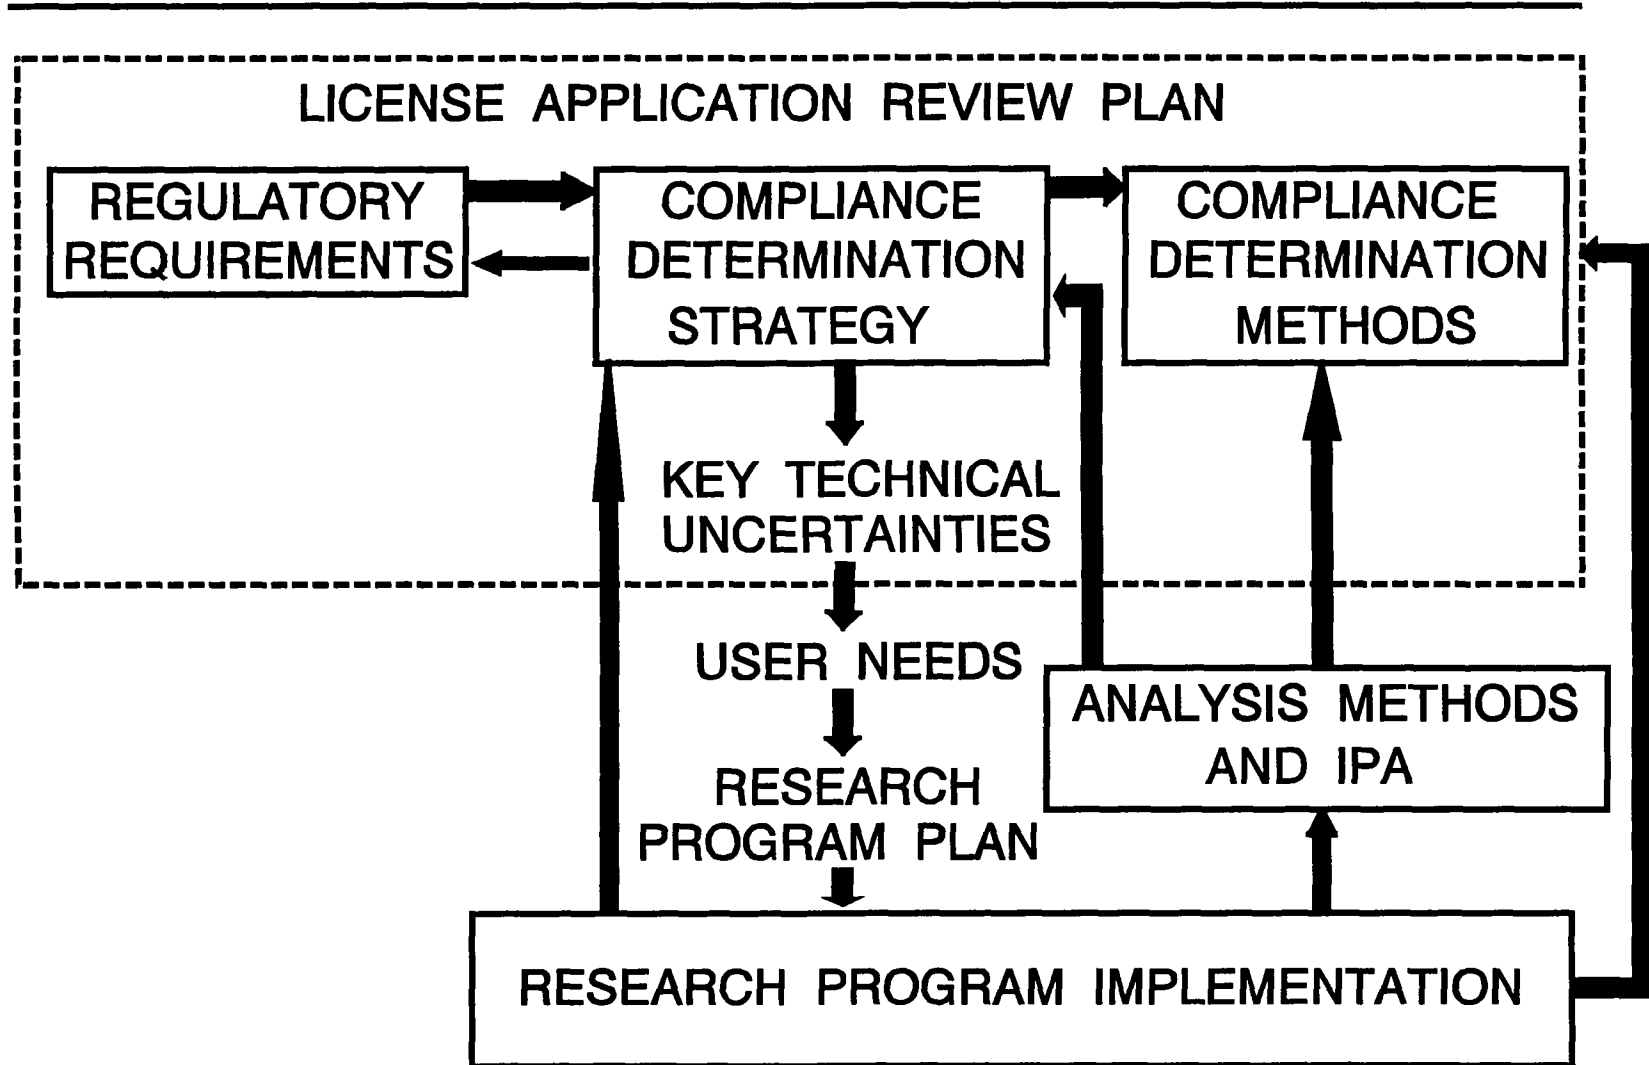 LICENSE APPLICATION REVIEW PLAN
REGULATORY
REQUIREMENTS
COMPLIANCE
DETERMINATION
STRATEGY
COMPLIANCE
DETERMINATION
METHODS
KEY TECHNICAL
UNCERTAINTIES
USER NEEDS
RESEARCH
PROGRAM PLAN
ANALYSIS METHODS
AND IPA
RESEARCH PROGRAM IMPLEMENTATION